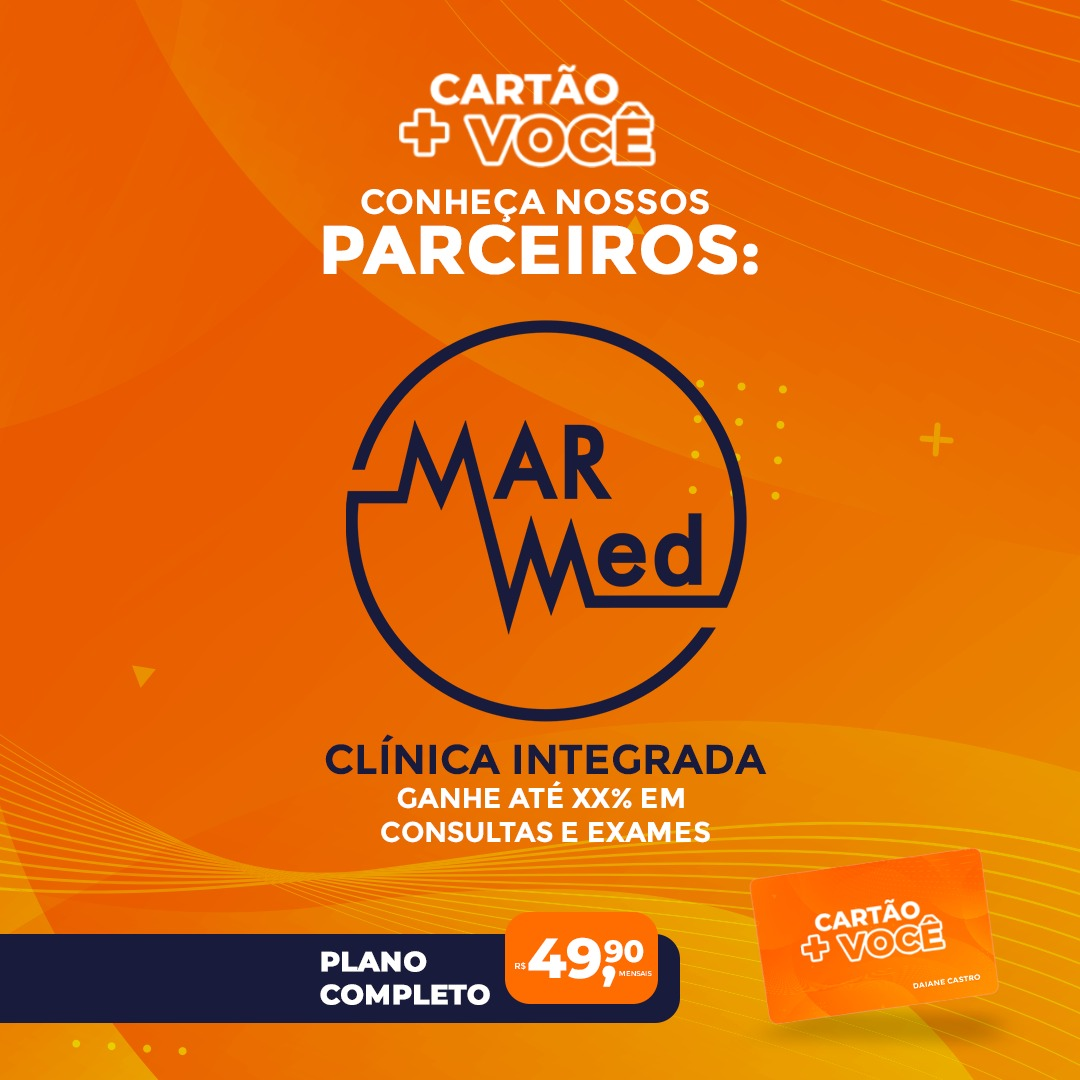 CARTÃO
+ VOCÊ
CONHEÇA NOSSOS
PARCEIROS:
MAR
Med
CLÍNICA INTEGRADA
GANHE ATÉ XX% EM
CONSULTAS E EXAMES
PLANO
COMPLETO
R$ 49,90 MENSAIS
CARTÃO
+ VOCÊ
DAIANE CASTRO